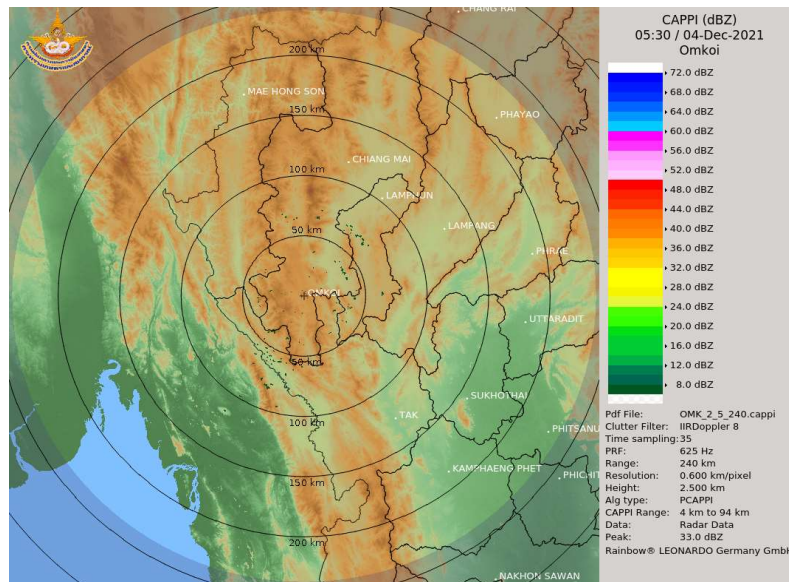 CHANG RAI
200 km
MAE HONG SON
150 km
PHAYAO
CHIANG MAI
100 km
LAMPHUN
LAMPANG
50 km
PHRAE
OMKOI
UTTARADIT
50 km
SUKHOTHAI
100 km
TAK
PHITSANU
KAMPHAENG PHET
PHICHIT
150 km
200 km
NAKHON SAWAN
CAPPI (dBZ)
05:30 / 04-Dec-2021
Omkoi
72.0 dBZ
68.0 dBZ
64.0 dBZ
60.0 dBZ
56.0 dBZ
52.0 dBZ
48.0 dBZ
44.0 dBZ
40.0 dBZ
36.0 dBZ
32.0 dBZ
28.0 dBZ
24.0 dBZ
20.0 dBZ
16.0 dBZ
12.0 dBZ
8.0 dBZ
Pdf File: OMK_2_5_240.cappi
Clutter Filter: IIRDoppler 8
Time sampling: 35
PRF: 625 Hz
Range: 240 km
Resolution: 0.600 km/pixel
Height: 2.500 km
Alg type: PCAPPI
CAPPI Range: 4 km to 94 km
Data: Radar Data
Peak: 33.0 dBZ
Rainbow® LEONARDO Germany GmbH